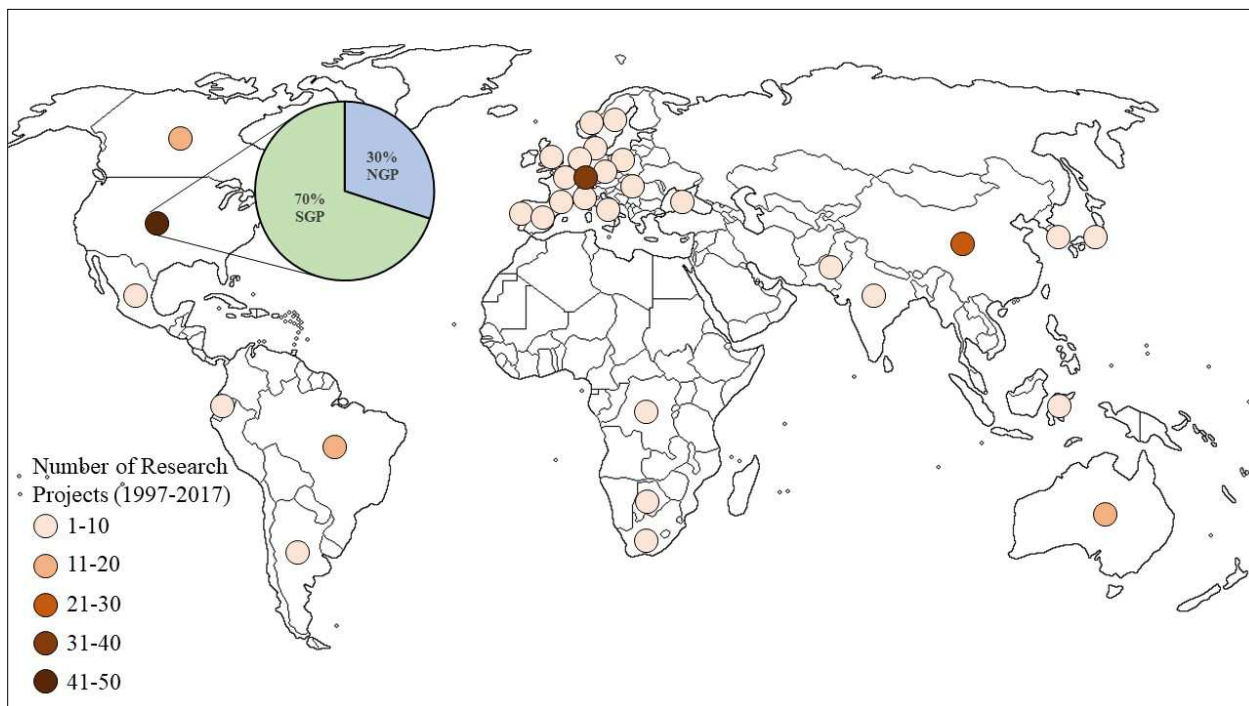 30%
NGP
70%
SGP
Number of Research
Projects (1997-2017)
1-10
11-20
21-30
31-40
41-50